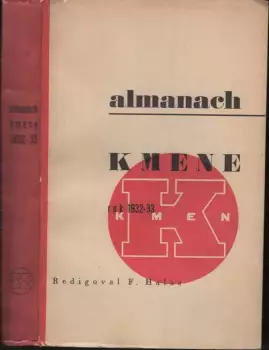 almanach
KMENE
1932-33
almanach
KMENE
rok 1932-33
K
KMEN
Redigoval F. Halas